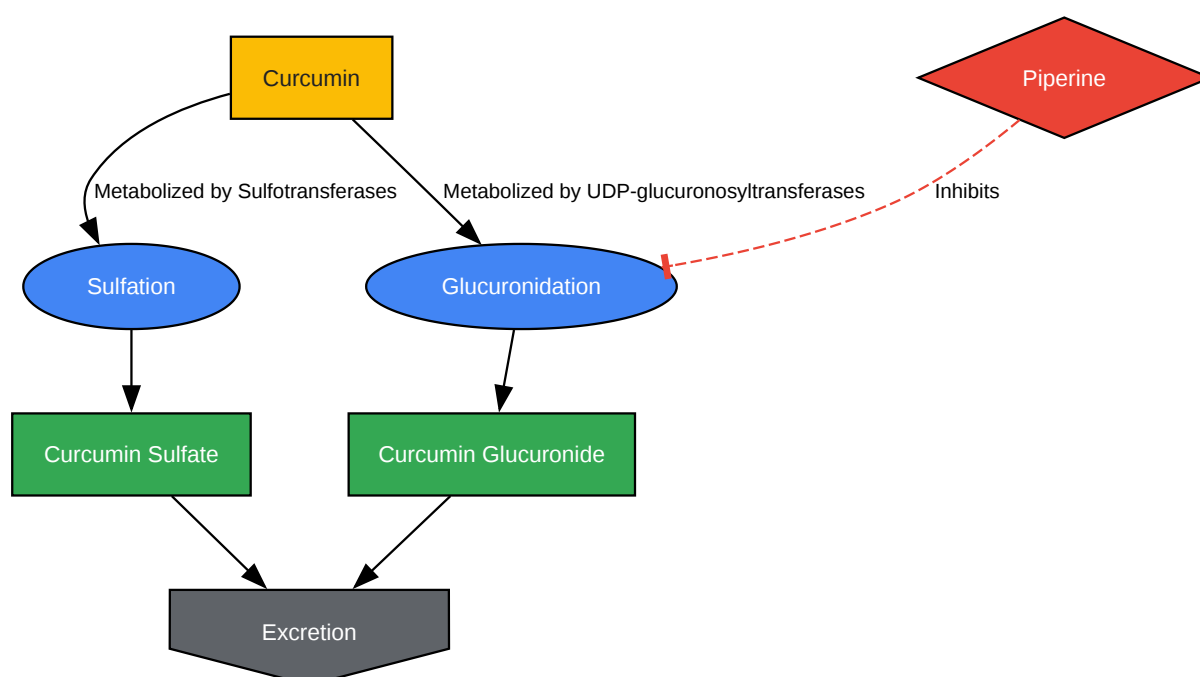 Curcumin
Piperine
Metabolized by Sulfotransferases
Metabolized by UDP-glucuronosyltransferases
Inhibits
Sulfation
Glucuronidation
Curcumin Sulfate
Curcumin Glucuronide
Excretion